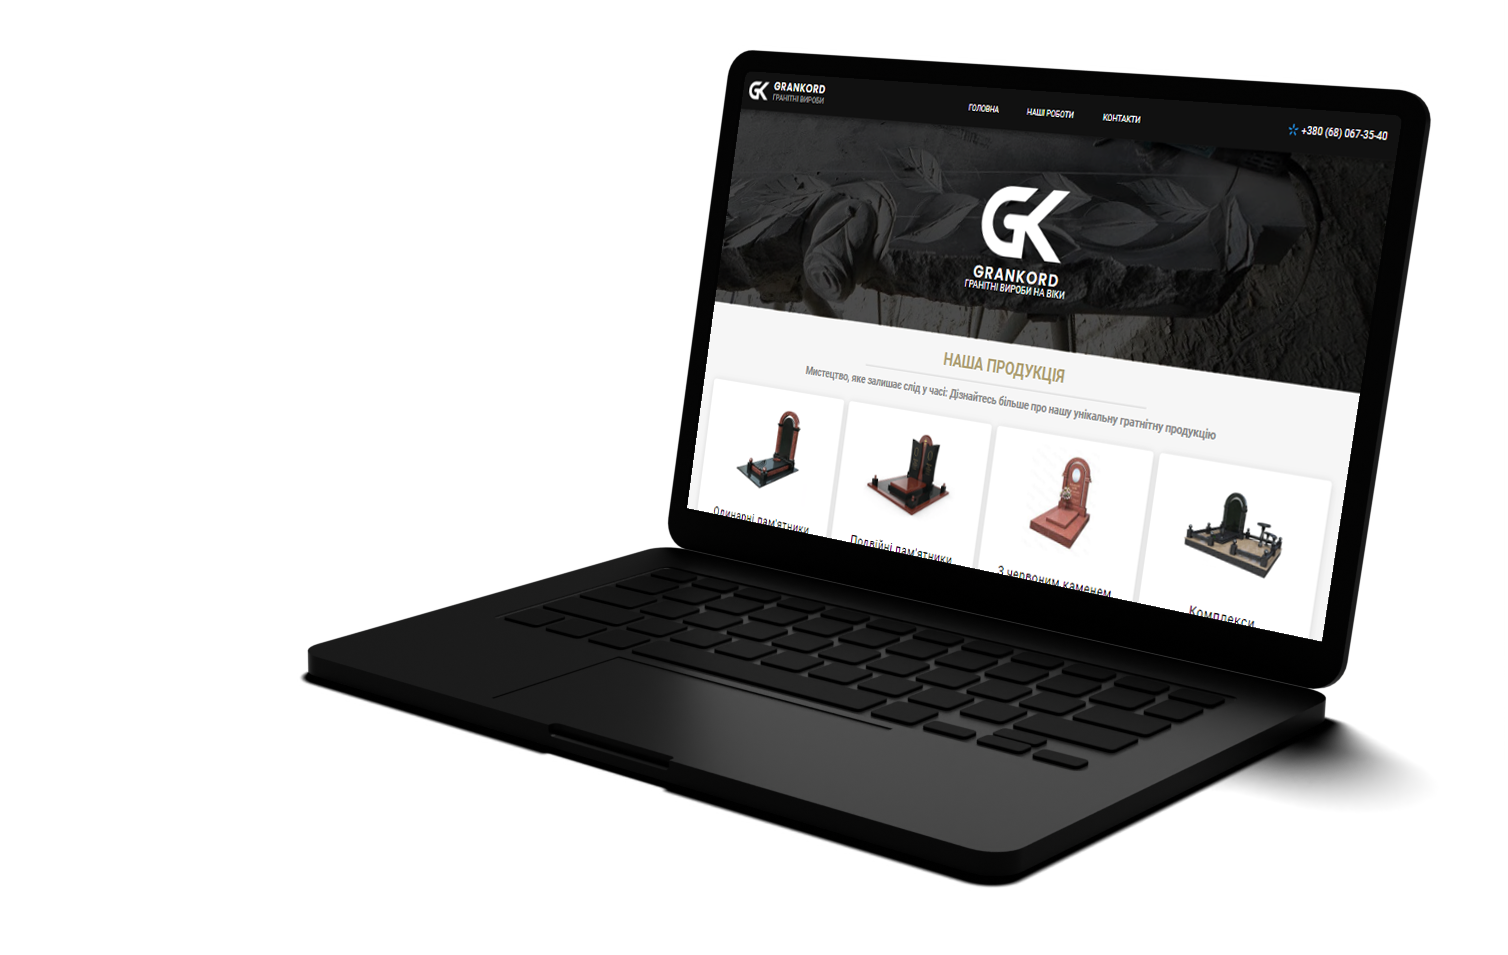 GK GRANKORD
ГРАНІТНІ ВИРОБИ
ГОЛОВНА НАШІ РОБОТИ КОНТАКТИ
+380 (68) 067-35-40
GK
GRANKORD
ГРАНІТНІ ВИРОБИ НА ВІКИ
НАША ПРОДУКЦІЯ
Мистецтво, яке залишає слід у часі: Дізнайтесь більше про нашу унікальну гратнітну продукцію
Одинарні пам'ятники
Подвійні пам'ятники
З червоним каменем
Комплекси